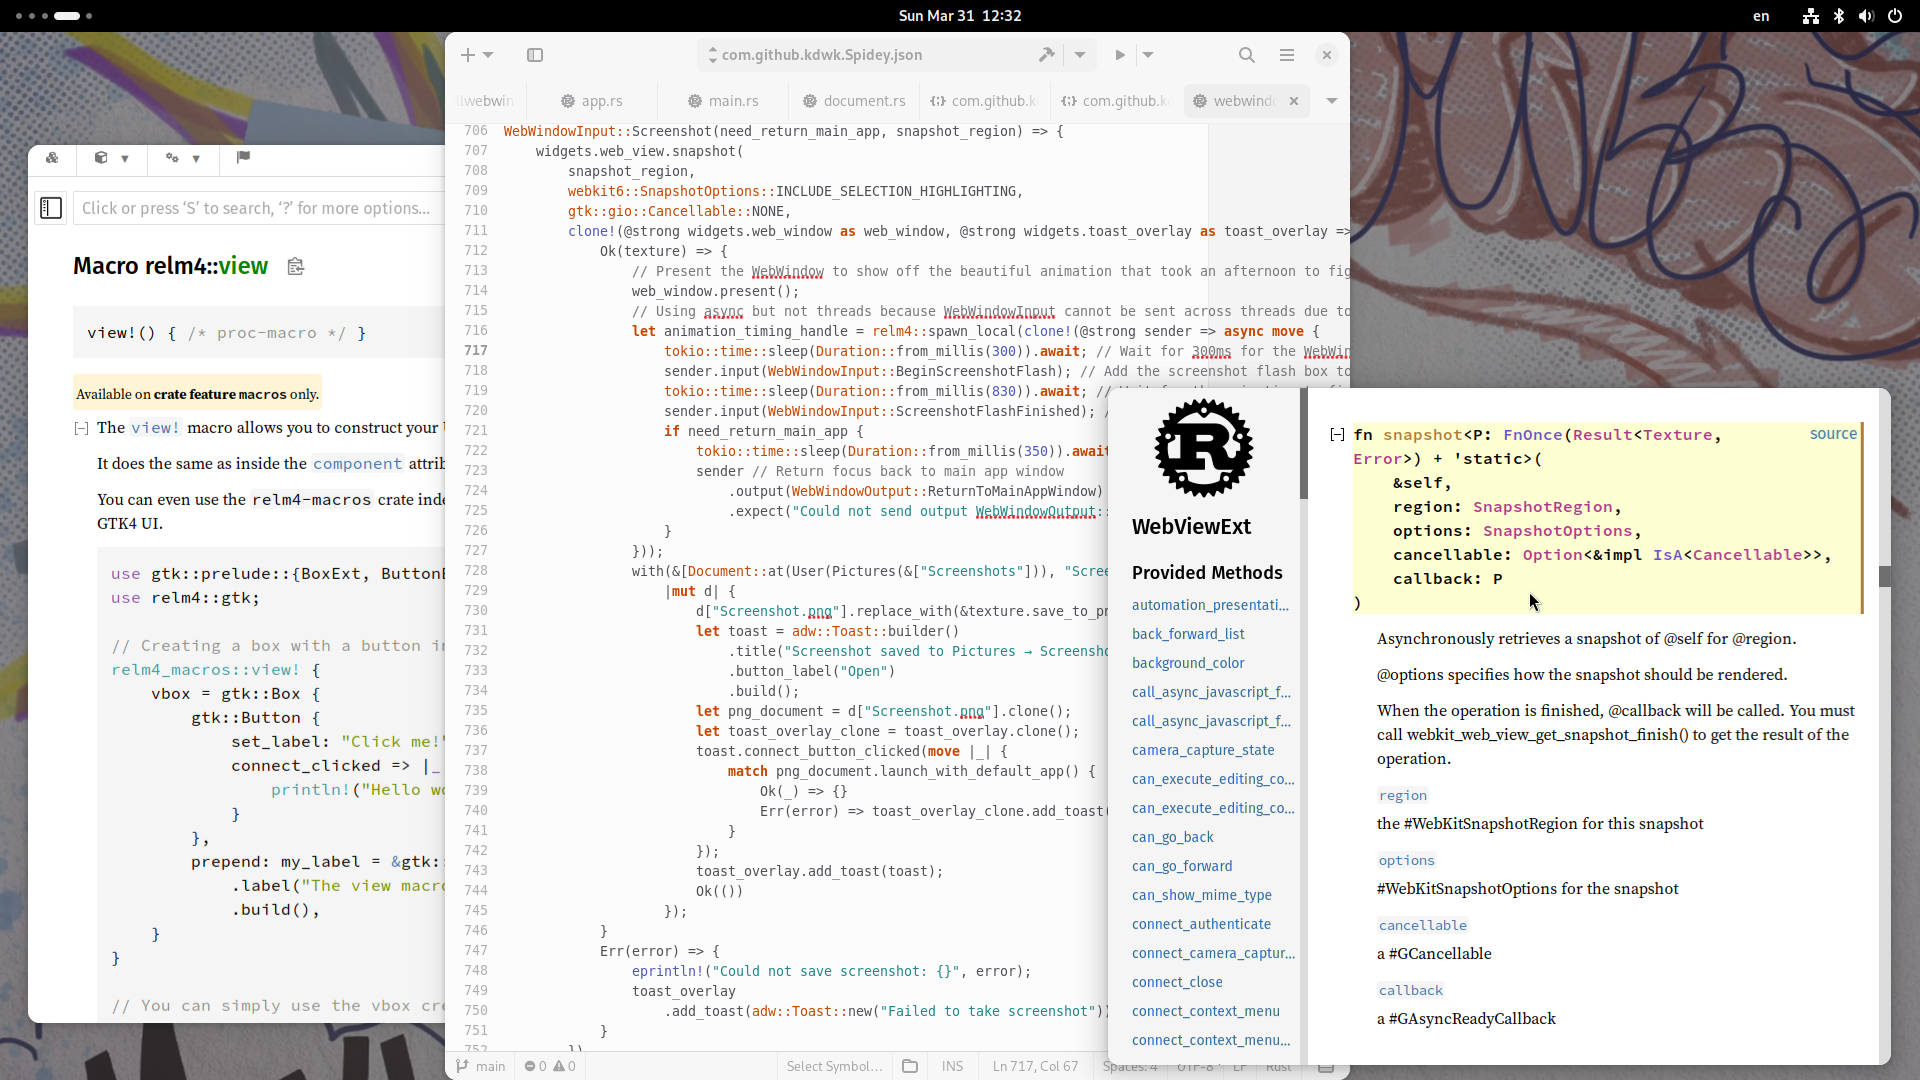 Sun Mar 31 12:32
en
Click or press ‘S’ to search, ‘?’ for more options...
Macro relm4::view
view!() { /* proc-macro */ }
Available on crate feature macros only.
[−] The view! macro allows you to construct your
It does the same as inside the component attrib
You can even use the relm4-macros crate inde
GTK4 UI.
use gtk::prelude::{BoxExt, ButtonE
use relm4::gtk;
// Creating a box with a button in
relm4_macros::view! {
vbox = gtk::Box {
gtk::Button {
set_label: "Click me!"
connect_clicked => |_
println!("Hello wo
}
},
prepend: my_label = &gtk::
.label("The view macro
.build(),
}
}
// You can simply use the vbox cre
com.github.kdwk.Spidey.json
llwebwin
app.rs
main.rs
document.rs
com.github.k
com.github.k
webwind
706 WebWindowInput::Screenshot(need_return_main_app, snapshot_region) => {
707 widgets.web_view.snapshot(
708 snapshot_region,
709 webkit6::SnapshotOptions::INCLUDE_SELECTION_HIGHLIGHTING,
710 gtk::gio::Cancellable::NONE,
711 clone!(@strong widgets.web_window as web_window, @strong widgets.toast_overlay as toast_overlay =>
712 Ok(texture) => {
713 // Present the WebWindow to show off the beautiful animation that took an afternoon to fig
714 web_window.present();
715 // Using async but not threads because WebWindowInput cannot be sent across threads due to
716 let animation_timing_handle = relm4::spawn_local(clone!(@strong sender => async move {
717 tokio::time::sleep(Duration::from_millis(300)).await; // Wait for 300ms for the WebWin
718 sender.input(WebWindowInput::BeginScreenshotFlash); // Add the screenshot flash box to
719 tokio::time::sleep(Duration::from_millis(830)).await; //
720 sender.input(WebWindowInput::ScreenshotFlashFinished); /
721 if need_return_main_app {
722 tokio::time::sleep(Duration::from_millis(350)).awai
723 sender // Return focus back to main app window
724 .output(WebWindowOutput::ReturnToMainAppWindow)
725 .expect("Could not send output WebWindowOutput::
726 }
727 }));
728 with(&[Document::at(User(Pictures(&["Screenshots"])), "Scree
729 |mut d| {
730 d["Screenshot.png"].replace_with(&texture.save_to_pn
731 let toast = adw::Toast::builder()
732 .title("Screenshot saved to Pictures → Screensho
733 .button_label("Open")
734 .build();
735 let png_document = d["Screenshot.png"].clone();
736 let toast_overlay_clone = toast_overlay.clone();
737 toast.connect_button_clicked(move |_| {
738 match png_document.launch_with_default_app() {
739 Ok(_) => {}
740 Err(error) => toast_overlay_clone.add_toast(
741 }
742 });
743 toast_overlay.add_toast(toast);
744 Ok(())
745 });
746 }
747 Err(error) => {
748 eprintln!("Could not save screenshot: {}", error);
749 toast_overlay
750 .add_toast(adw::Toast::new("Failed to take screenshot"))
751 }
752 })
main
0
0
Select Symbol...
INS
Ln 717, Col 67
Spaces: 4
UTF-8
LF
Rust
R
WebViewExt
Provided Methods
automation_presentati...
back_forward_list
background_color
call_async_javascript_f...
call_async_javascript_f...
camera_capture_state
can_execute_editing_co...
can_execute_editing_co...
can_go_back
can_go_forward
can_show_mime_type
connect_authenticate
connect_camera_captur...
connect_close
connect_context_menu
connect_context_menu...
[−] fn snapshot<P: FnOnce(Result<Texture, source
Error>) + 'static>(
&self,
region: SnapshotRegion,
options: SnapshotOptions,
cancellable: Option<&impl IsA<Cancellable>>,
callback: P
)
Asynchronously retrieves a snapshot of @self for @region.
@options specifies how the snapshot should be rendered.
When the operation is finished, @callback will be called. You must
call webkit_web_view_get_snapshot_finish() to get the result of the
operation.
region
the #WebKitSnapshotRegion for this snapshot
options
#WebKitSnapshotOptions for the snapshot
cancellable
a #GCancellable
callback
a #GAsyncReadyCallback